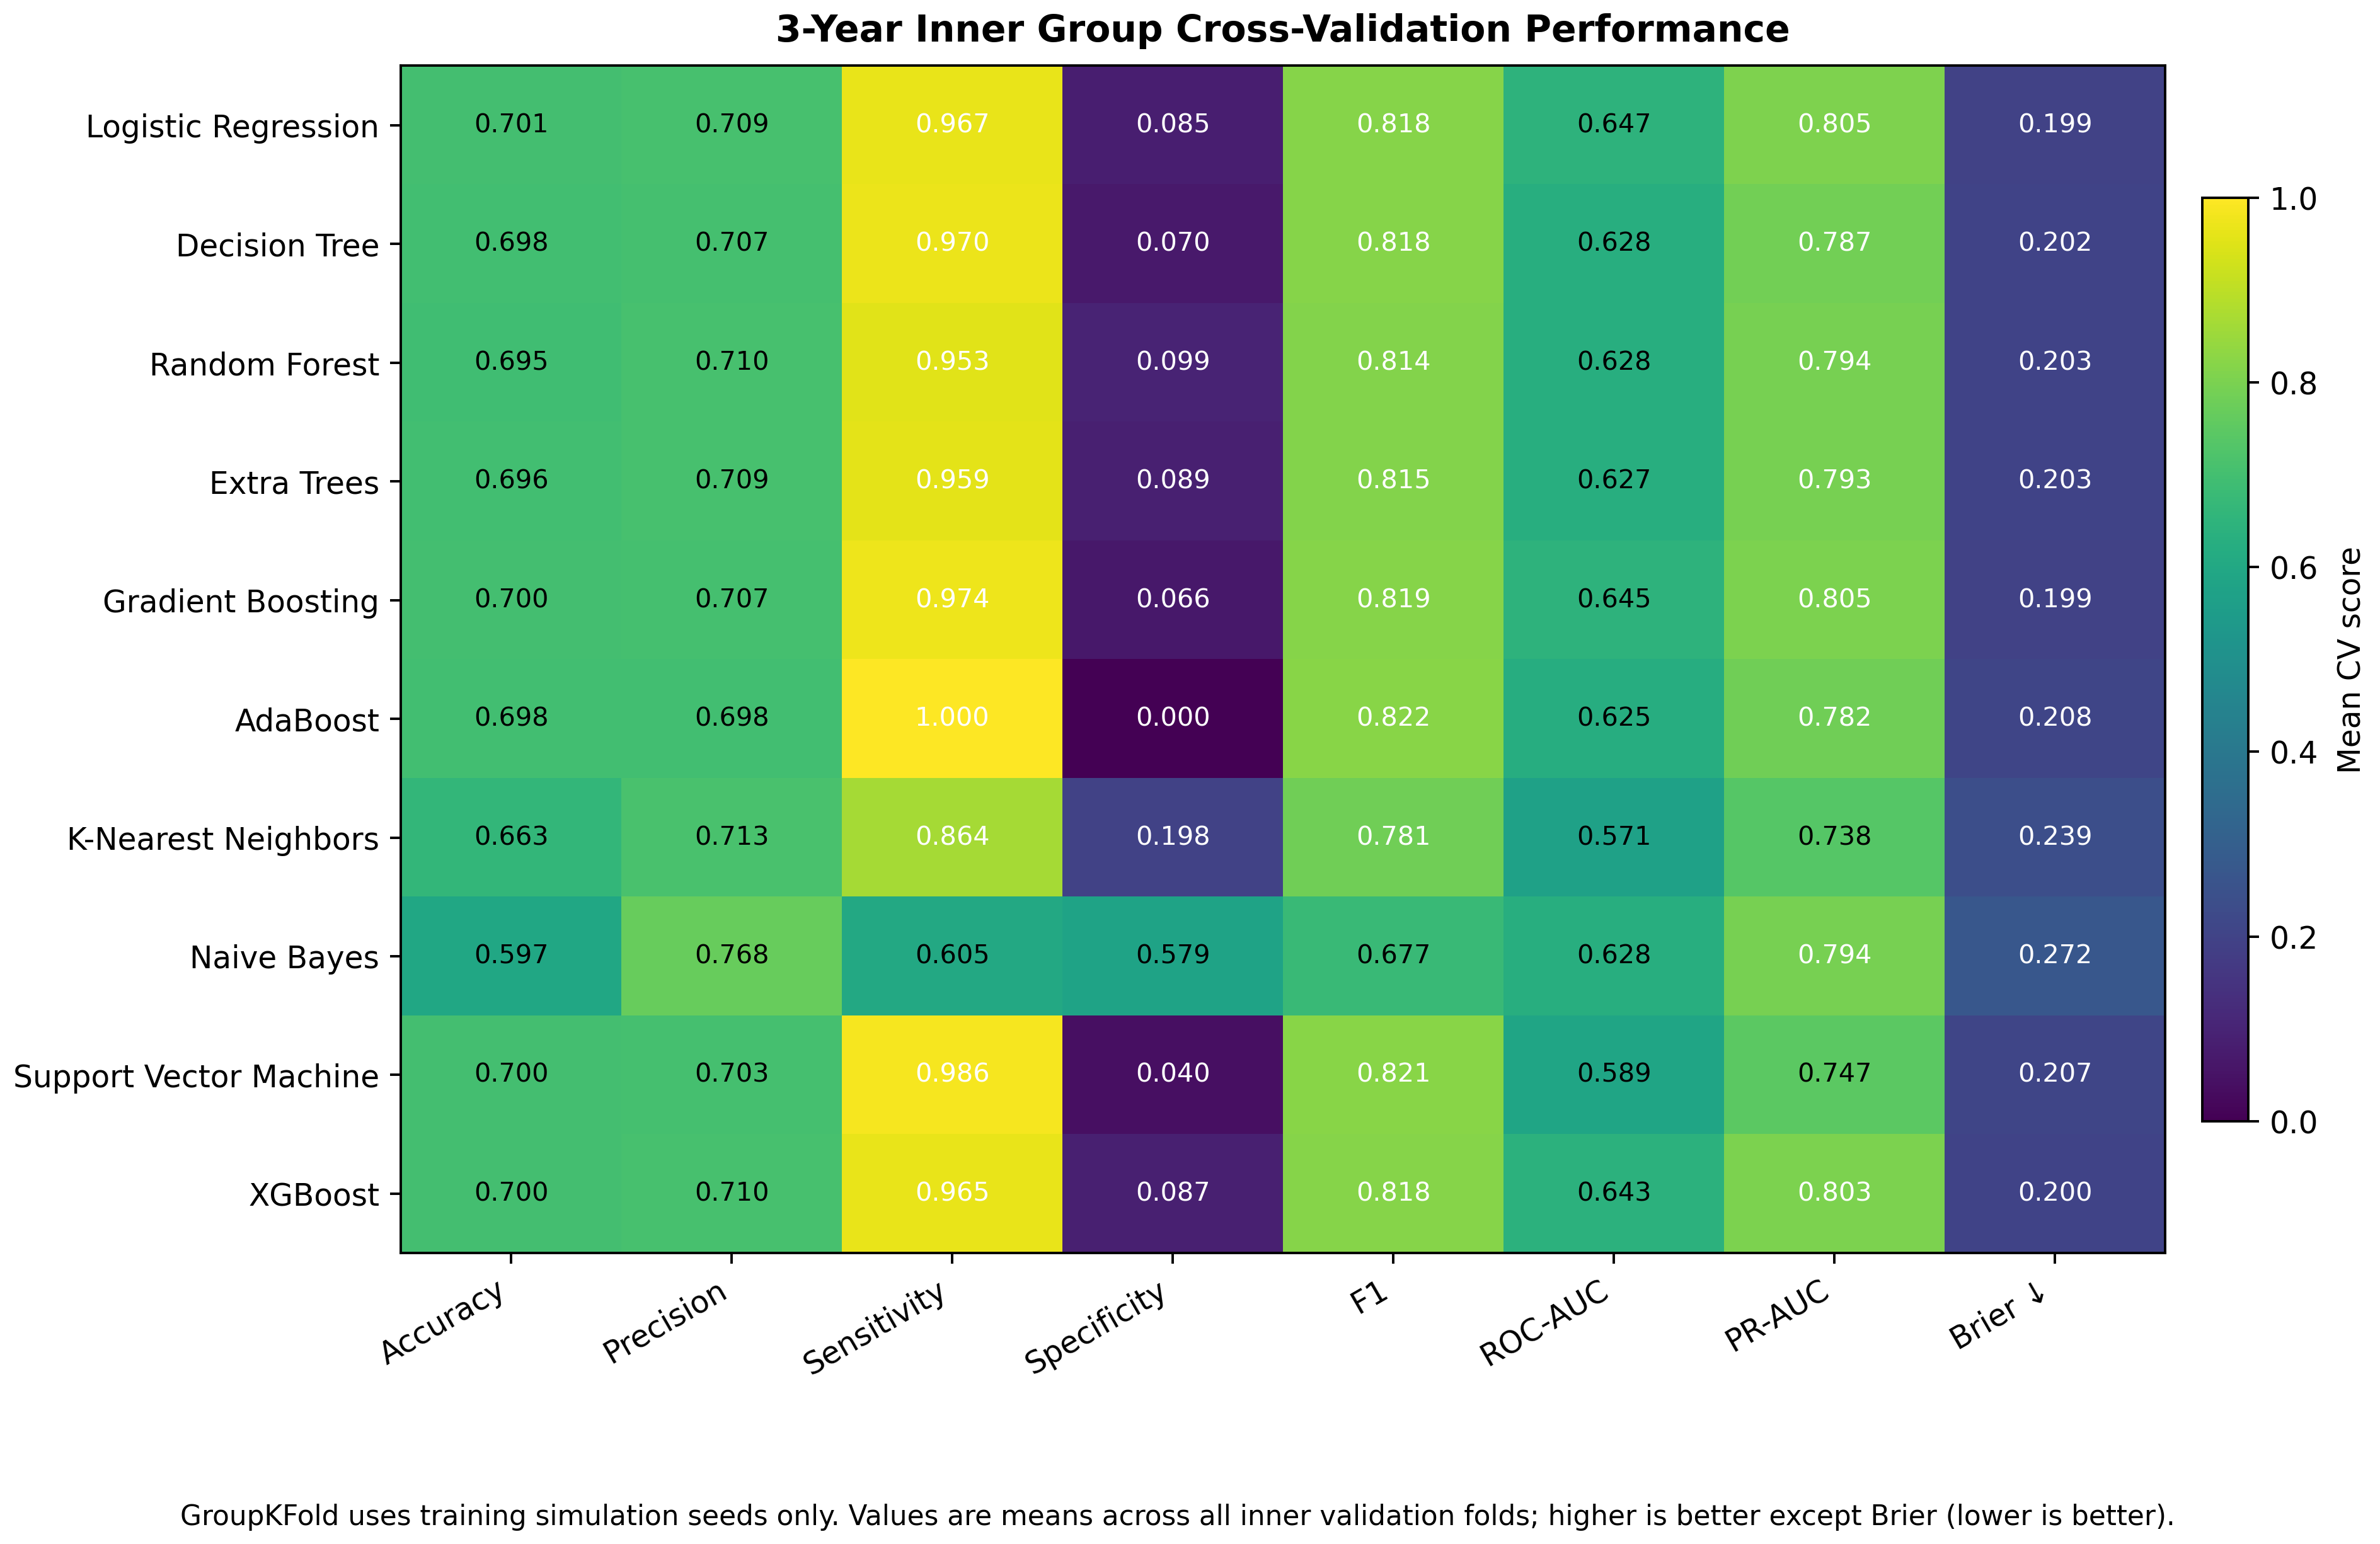 3-Year Inner Group Cross-Validation Performance
Logistic Regression 0.701 0.709 0.967 0.085 0.818 0.647 0.805 0.199
Decision Tree 0.698 0.707 0.970 0.070 0.818 0.628 0.787 0.202
Random Forest 0.695 0.710 0.953 0.099 0.814 0.628 0.794 0.203
Extra Trees 0.696 0.709 0.959 0.089 0.815 0.627 0.793 0.203
Gradient Boosting 0.700 0.707 0.974 0.066 0.819 0.645 0.805 0.199
AdaBoost 0.698 0.698 1.000 0.000 0.822 0.625 0.782 0.208
K-Nearest Neighbors 0.663 0.713 0.864 0.198 0.781 0.571 0.738 0.239
Naive Bayes 0.597 0.768 0.605 0.579 0.677 0.628 0.794 0.272
Support Vector Machine 0.700 0.703 0.986 0.040 0.821 0.589 0.747 0.207
XGBoost 0.700 0.710 0.965 0.087 0.818 0.643 0.803 0.200
Accuracy Precision Sensitivity Specificity F1 ROC-AUC PR-AUC Brier ↓
1.0
0.8
0.6
0.4
0.2
0.0
Mean CV score
GroupKFold uses training simulation seeds only. Values are means across all inner validation folds; higher is better except Brier (lower is better).